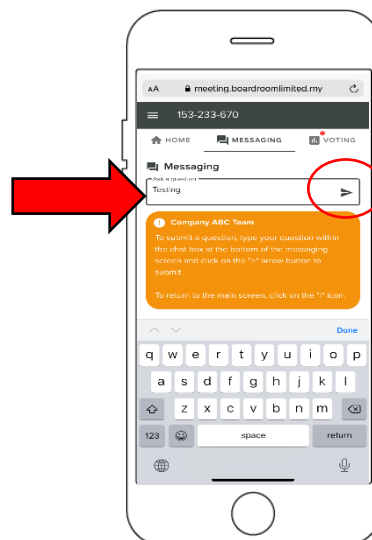 AA meeting.boardroomlimited.my
153-233-670
HOME MESSAGING VOTING
Messaging
Ask a question
Testing
Company ABC Team
To submit a question, type your question within
the chat box at the bottom of the messaging
screen and click on the ">" arrow button to
submit.
To return to the main screen, click on the "i" icon.
Done
q w e r t y u i o p
a s d f g h j k l
z x c v b n m
123 space return